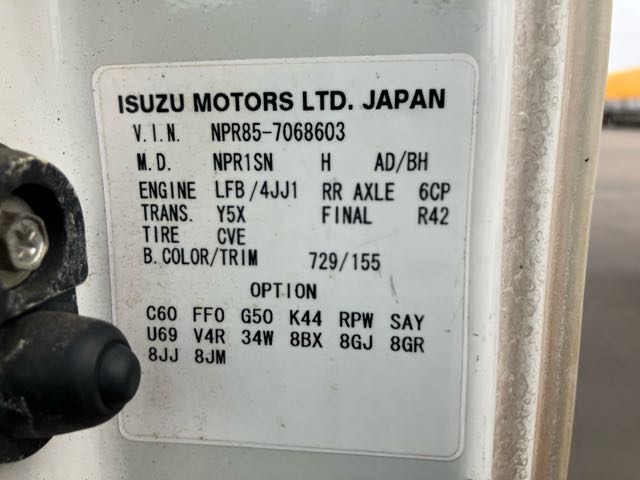 ISUZU MOTORS LTD. JAPAN
V.I.N. NPR85-7068603
M.D. NPR1SN H AD/BH
ENGINE LFB/4JJ1 RR AXLE 6CP
TRANS. Y5X FINAL R42
TIRE CVE
B.COLOR/TRIM 729/155
OPTION
C60 FF0 G50 K44 RPW SAY
U69 V4R 34W 8BX 8GJ 8GR
8JJ 8JM